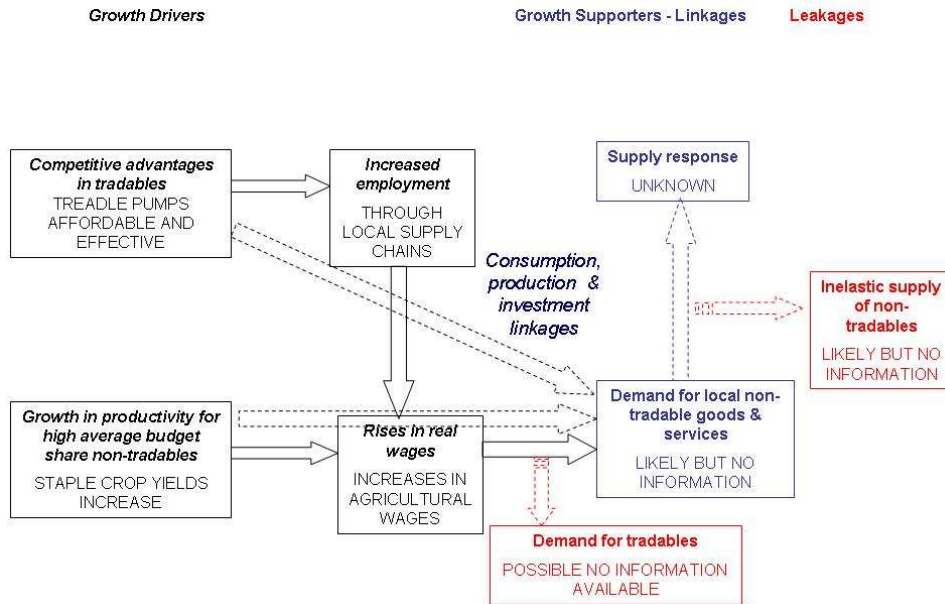 Growth Drivers
Growth Supporters - Linkages
Leakages
Competitive advantages
in tradables
TREADLE PUMPS
AFFORDABLE AND
EFFECTIVE
Increased
employment
THROUGH
LOCAL SUPPLY
CHAINS
Supply response
UNKNOWN
Consumption,
production &
investment
linkages
Inelastic supply
of non-
tradables
LIKELY BUT NO
INFORMATION
Growth in productivity for
high average budget
share non-tradables
STAPLE CROP YIELDS
INCREASE
Rises in real
wages
INCREASES IN
AGRICULTURAL
WAGES
Demand for local non-
tradable goods &
services
LIKELY BUT NO
INFORMATION
Demand for tradables
POSSIBLE NO INFORMATION
AVAILABLE